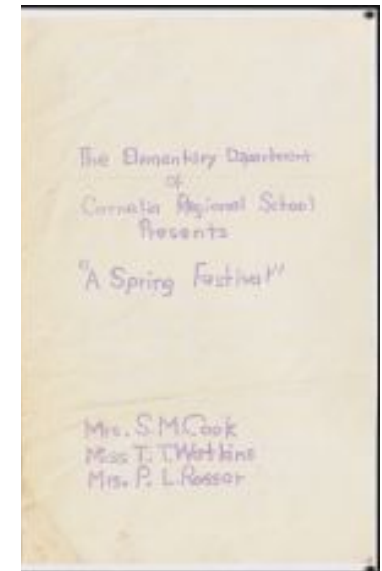 The Elementary Department
of
Cornelia Regional School
Presents
"A Spring Festival"
Mrs. S. M. Cook
Miss T. T. Watkins
Mrs. P. L. Rosser